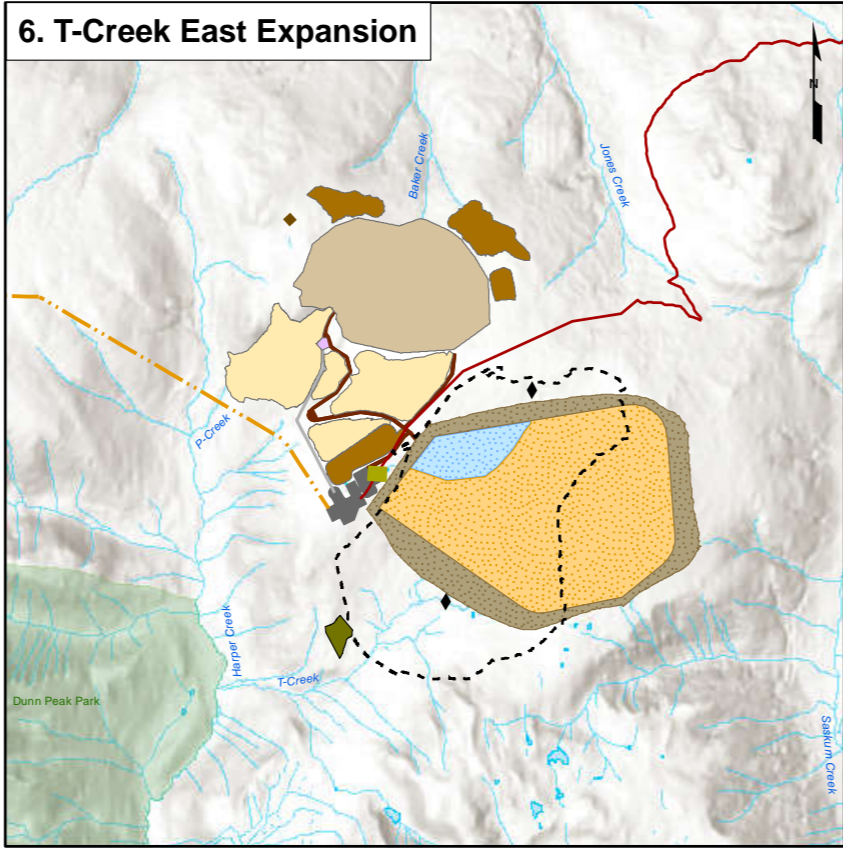 6. T-Creek East Expansion
N
Baker Creek
Jones Creek
P-Creek
Harper Creek
T-Creek
Dunn Peak Park
Saskum Creek